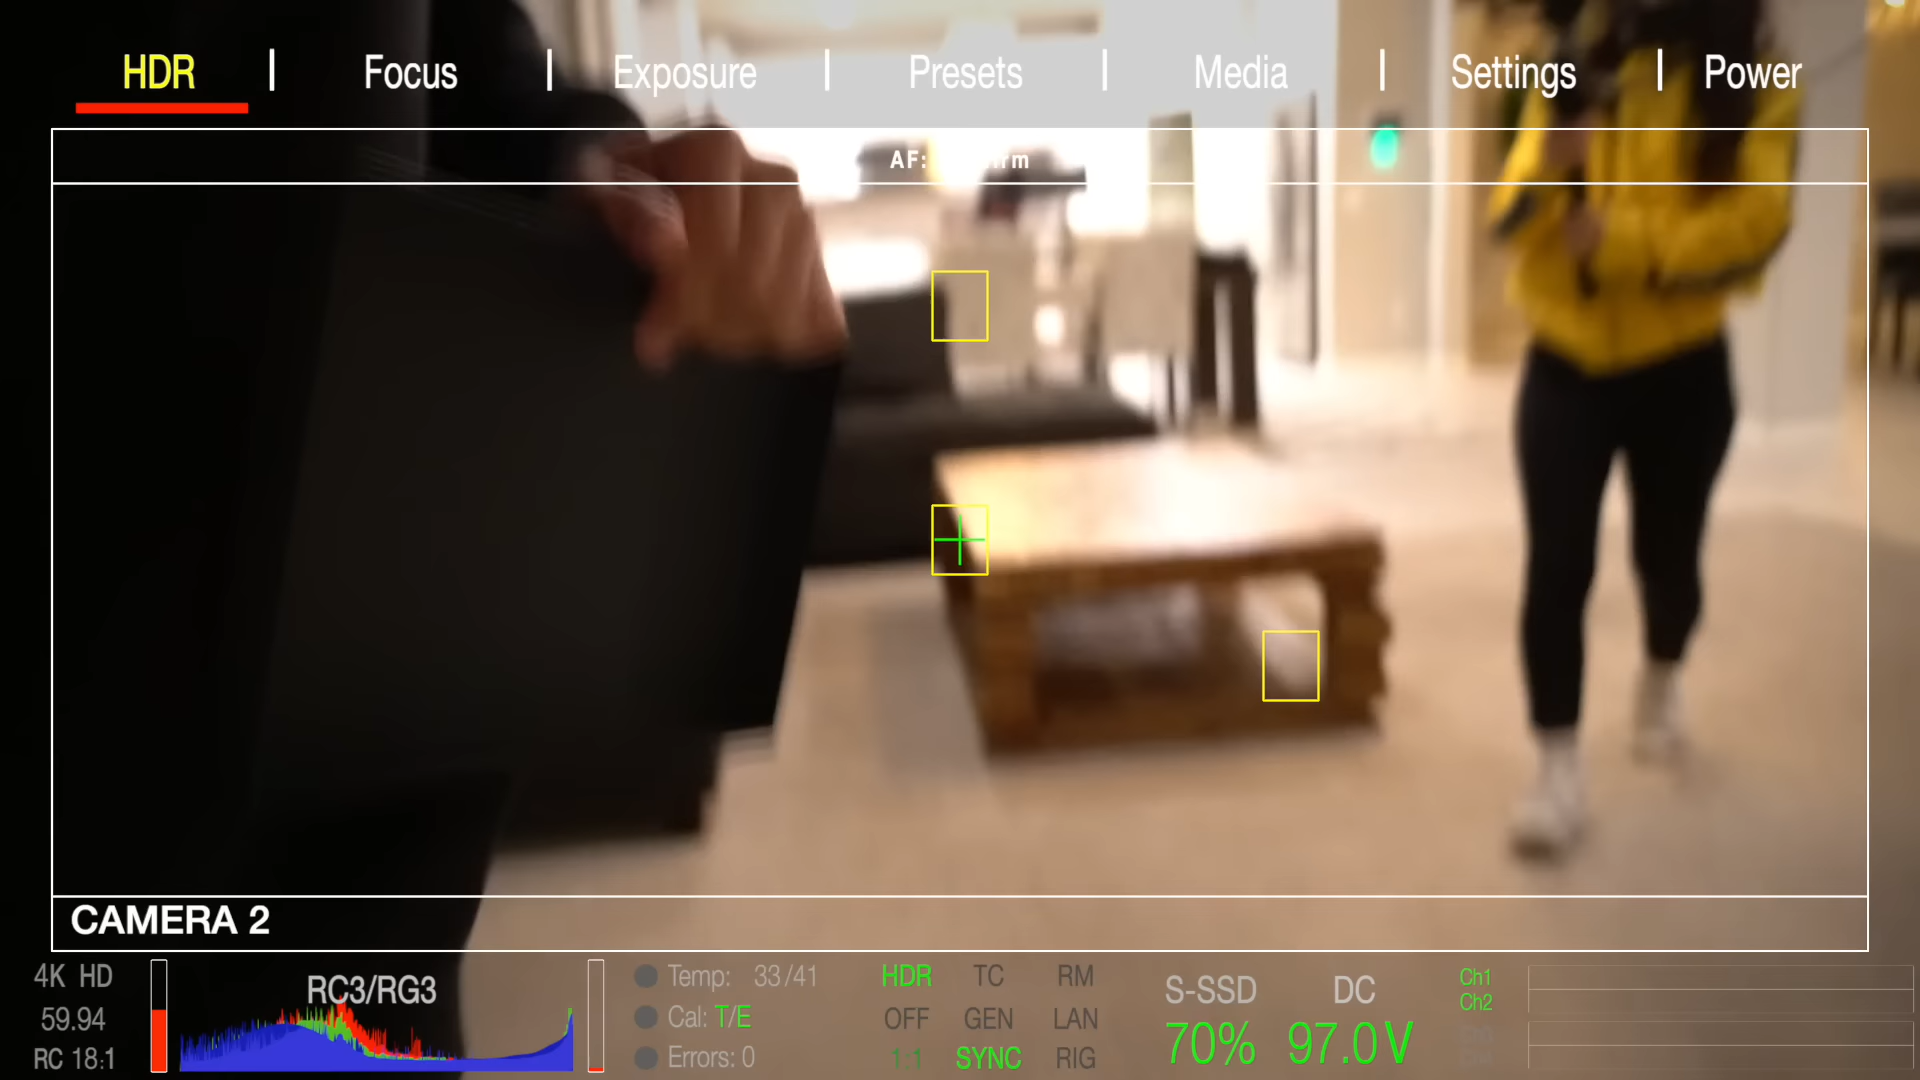 HDR | Focus | Exposure | Presets | Media | Settings | Power
AF:
CAMERA 2
4K HD
59.94
RC 18:1
RC3/RG3
Temp: 33/41
Cal: T/E
Errors: 0
HDR TC RM
OFF GEN LAN
1:1 SYNC RIG
S-SSD DC
70% 97.0V
Ch1
Ch2